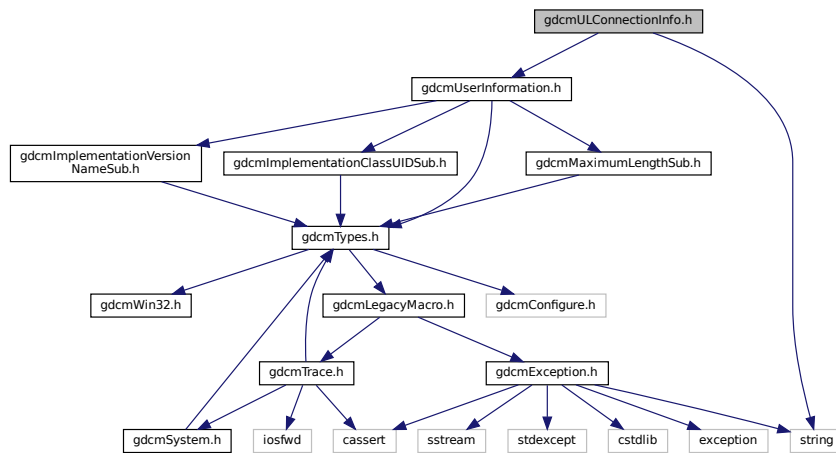 gdcmULConnectionInfo.h
gdcmUserInformation.h
gdcmImplementationVersion
NameSub.h
gdcmImplementationClassUIDSub.h
gdcmMaximumLengthSub.h
gdcmTypes.h
gdcmWin32.h
gdcmLegacyMacro.h
gdcmConfigure.h
gdcmTrace.h
gdcmException.h
gdcmSystem.h
iosfwd
cassert
sstream
stdexcept
cstdlib
exception
string